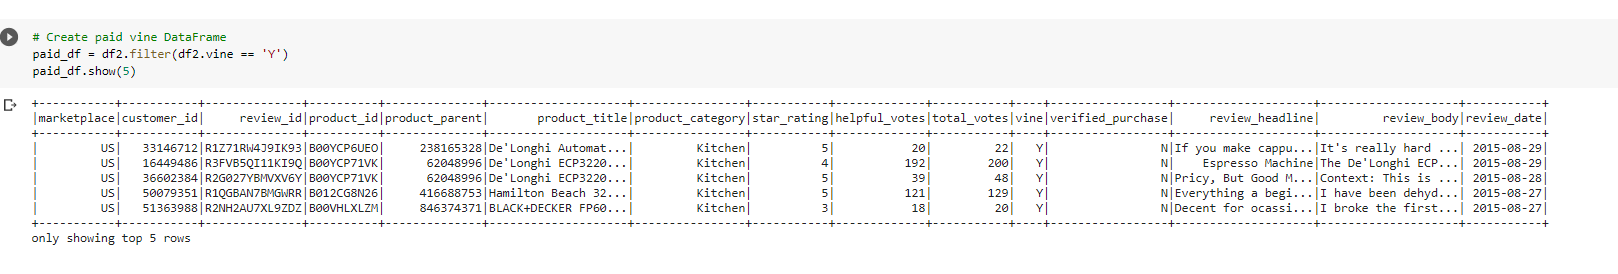 # Create paid vine DataFrame
paid_df = df2.filter(df2.vine == 'Y')
paid_df.show(5)
+-----------+-----------+--------------+----------+--------------+--------------------+----------------+-----------+-------------+-----------+----+-----------------+--------------------+--------------------+-----------+
|marketplace|customer_id|     review_id|product_id|product_parent|       product_title|product_category|star_rating|helpful_votes|total_votes|vine|verified_purchase|     review_headline|         review_body|review_date|
+-----------+-----------+--------------+----------+--------------+--------------------+----------------+-----------+-------------+-----------+----+-----------------+--------------------+--------------------+-----------+
|         US|   33146712|R1Z71RW4J9IK93|B00YCP6UEO|     238165328|De'Longhi Automat...|         Kitchen|          5|           20|         22|   Y|                N|If you make cappu...|It's really hard ...| 2015-08-29|
|         US|   16449486|R3FVB5QI11KI9Q|B00YCP71VK|      62048996|De'Longhi ECP3220...|         Kitchen|          4|          192|        200|   Y|                N|    Espresso Machine|The De'Longhi ECP...| 2015-08-29|
|         US|   36602384|R2G027YBMVXV6Y|B00YCP71VK|      62048996|De'Longhi ECP3220...|         Kitchen|          5|           39|         48|   Y|                N|Pricy, But Good M...|Context: This is ...| 2015-08-28|
|         US|   50079351|R1QGBAN7BMGWRR|B012CG8N26|     416688753|Hamilton Beach 32...|         Kitchen|          5|          121|        129|   Y|                N|Everything a begi...|I have been dehyd...| 2015-08-27|
|         US|   51363988|R2NH2AU7XL9ZDZ|B00VHLXLZM|     846374371|BLACK+DECKER FP60...|         Kitchen|          3|           18|         20|   Y|                N|Decent for ocassi...|I broke the first...| 2015-08-27|
+-----------+-----------+--------------+----------+--------------+--------------------+----------------+-----------+-------------+-----------+----+-----------------+--------------------+--------------------+-----------+
only showing top 5 rows